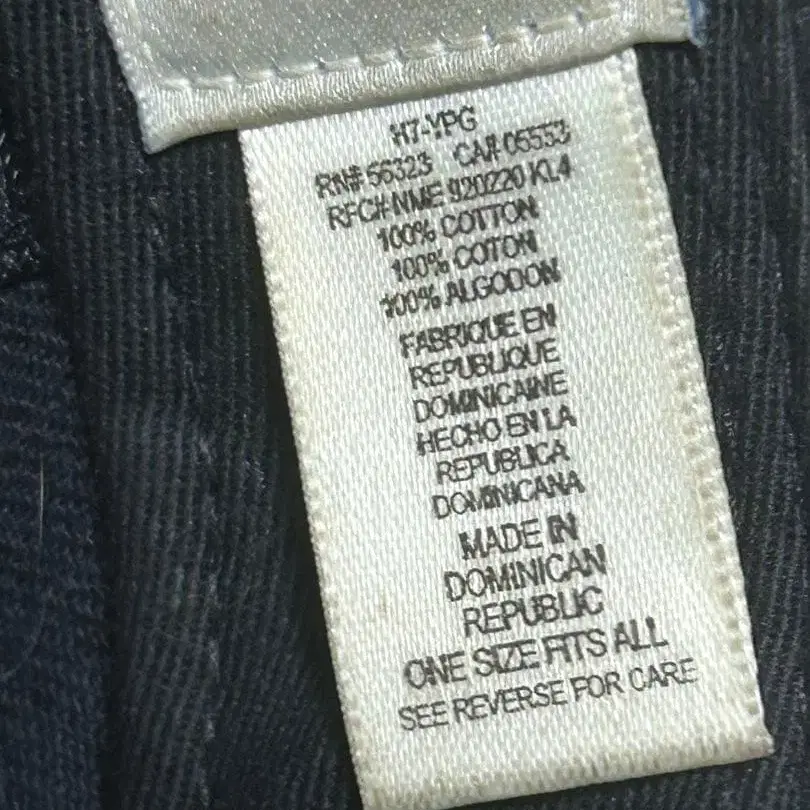 H7-YPG
RN# 56323 CA# 05553
RFC#-NME 920220 KL4
100% COTTON
100% COTON
100% ALGODON
FABRIQUE EN
REPUBLIQUE
DOMINICAINE
HECHO EN LA
REPUBLICA
DOMINICANA
MADE IN
DOMINICAN
REPUBLIC
ONE SIZE FITS ALL
SEE REVERSE FOR CARE